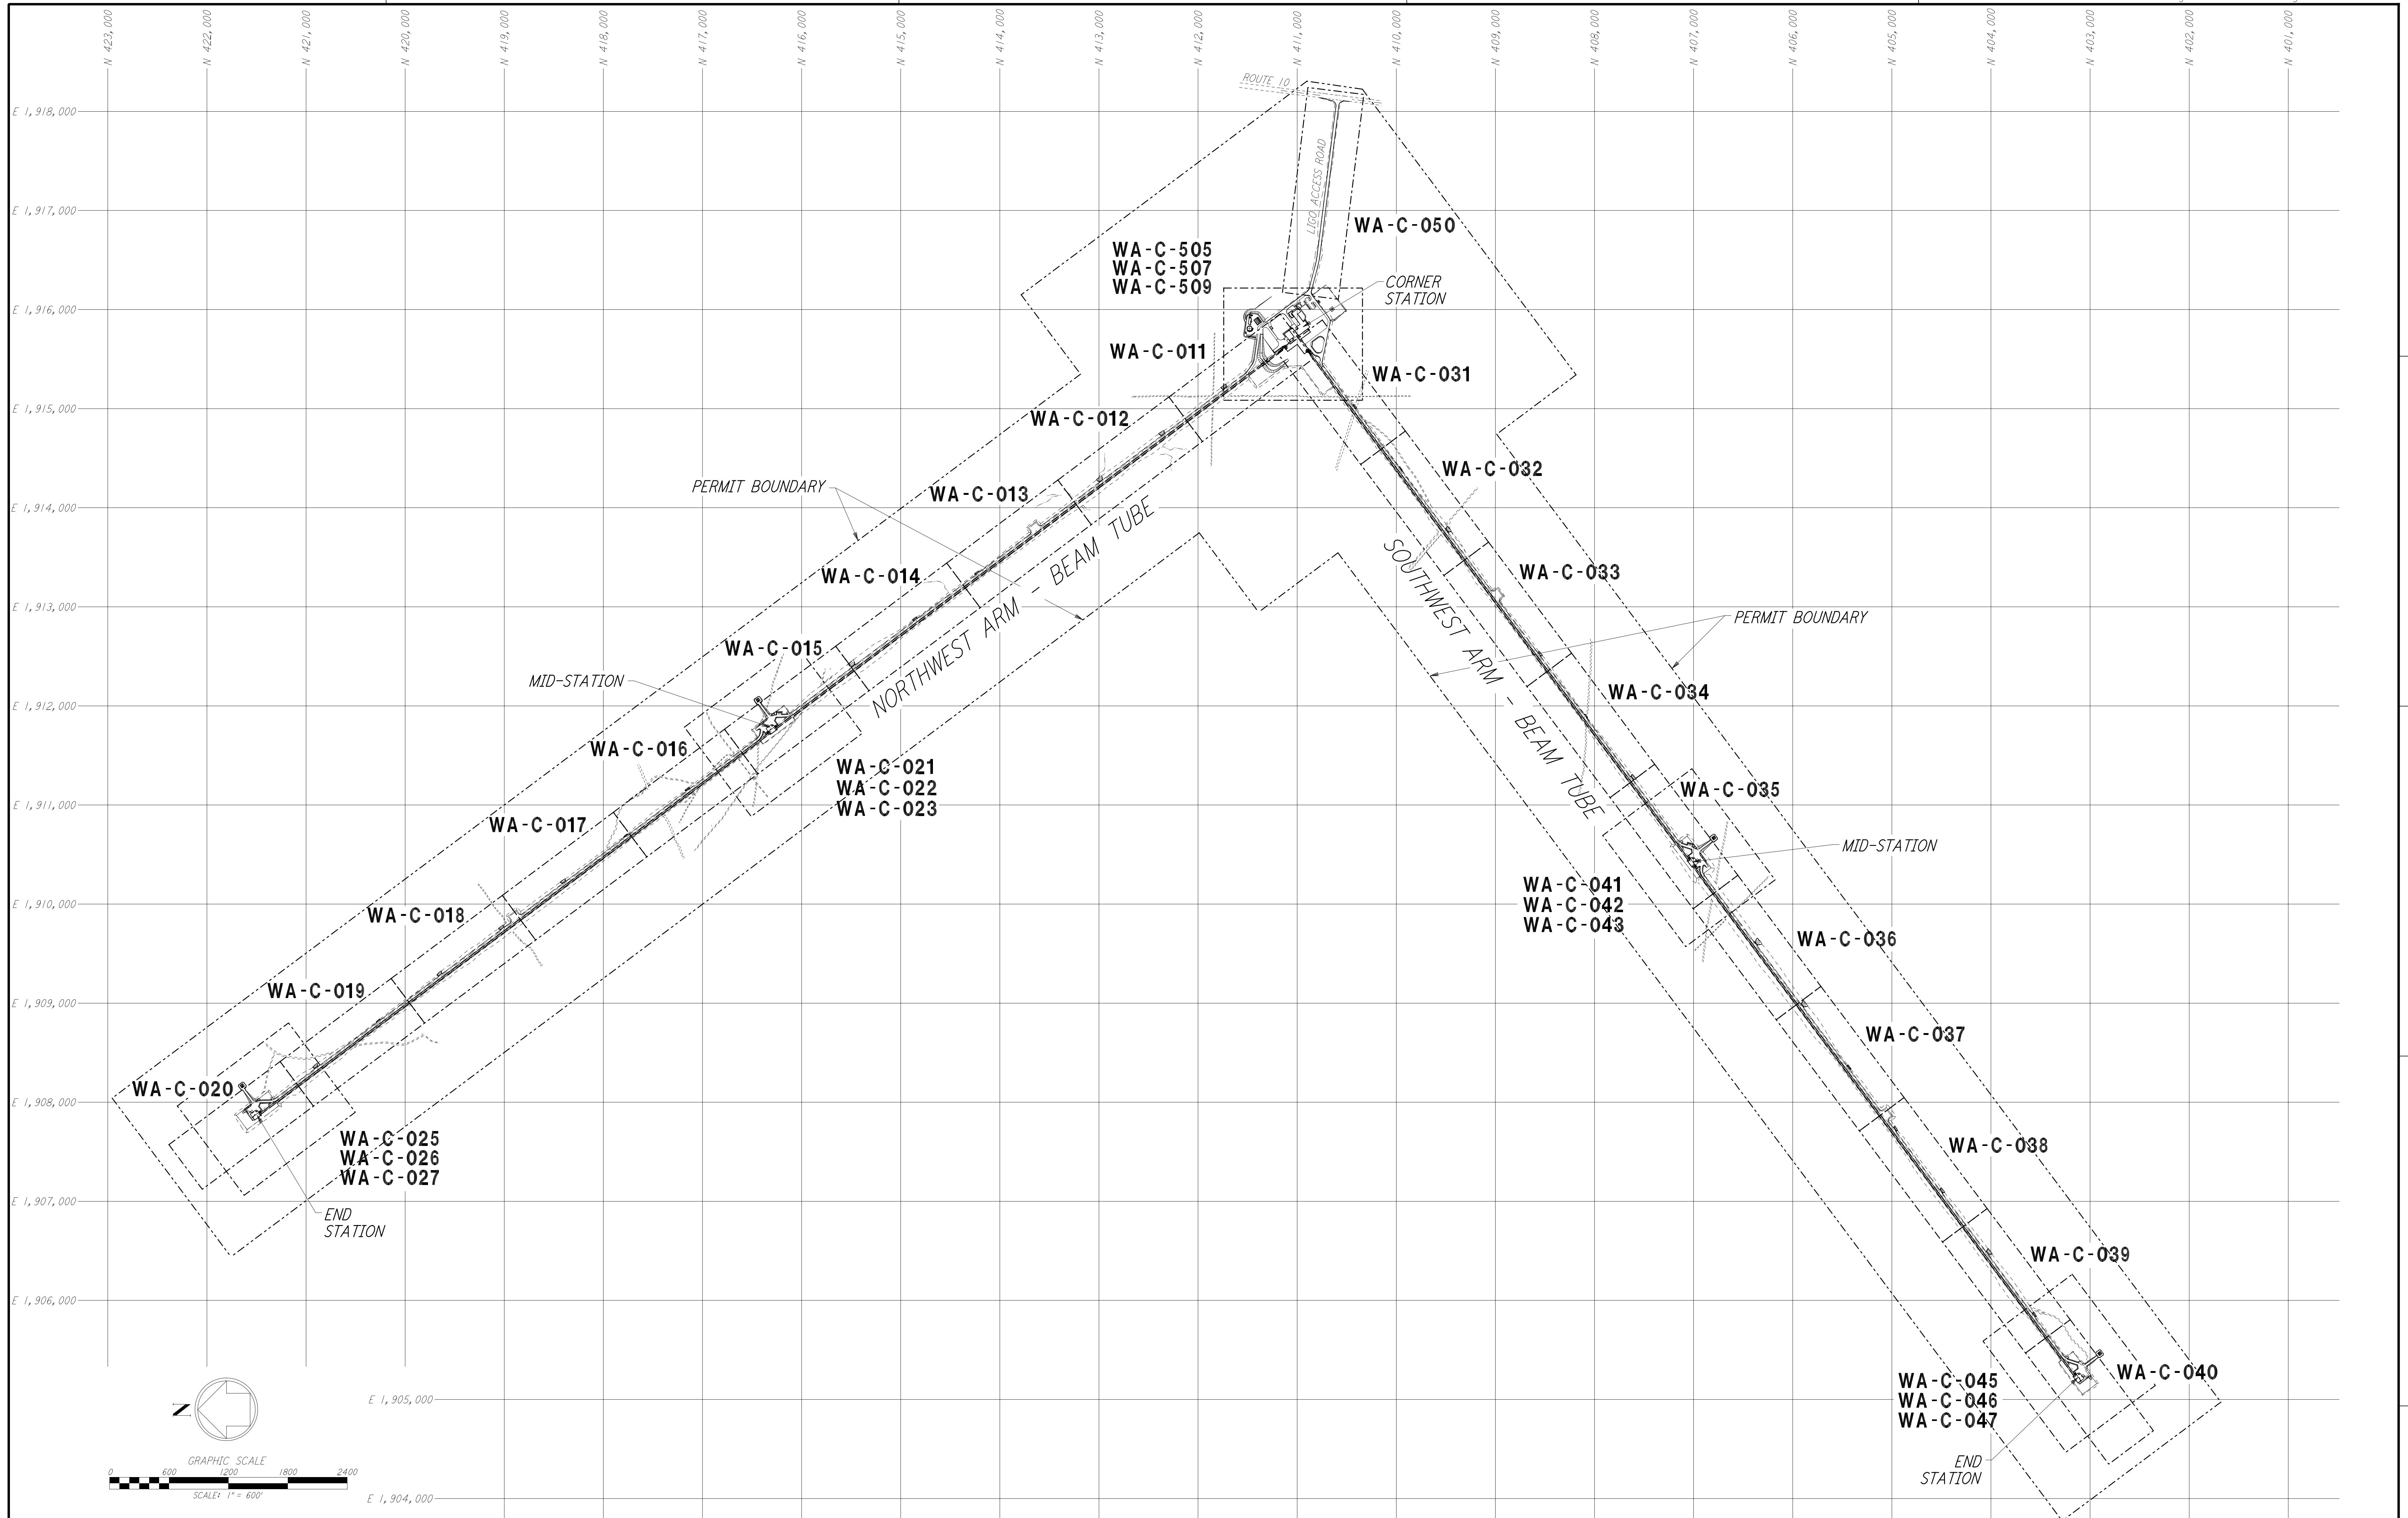 N 423,000
N 422,000
N 421,000
N 420,000
N 419,000
N 418,000
N 417,000
N 416,000
N 415,000
N 414,000
N 413,000
N 412,000
N 411,000
N 410,000
N 409,000
N 408,000
N 407,000
N 406,000
N 405,000
N 404,000
N 403,000
N 402,000
N 401,000
ROUTE 10
E 1,918,000
LIGO ACCESS ROAD
E 1,917,000
WA-C-050
WA-C-505
WA-C-507
WA-C-509
CORNER
STATION
E 1,916,000
WA-C-011
WA-C-031
E 1,915,000
WA-C-012
WA-C-032
PERMIT BOUNDARY
WA-C-013
E 1,914,000
WA-C-014
WA-C-033
NORTHWEST ARM - BEAM TUBE
SOUTHWEST ARM - BEAM TUBE
E 1,913,000
PERMIT BOUNDARY
WA-C-015
MID-STATION
WA-C-034
E 1,912,000
WA-C-016
WA-C-021
WA-C-022
WA-C-023
WA-C-035
E 1,911,000
WA-C-017
MID-STATION
WA-C-041
WA-C-042
WA-C-043
E 1,910,000
WA-C-018
WA-C-036
WA-C-019
E 1,909,000
WA-C-037
WA-C-020
E 1,908,000
WA-C-025
WA-C-026
WA-C-027
WA-C-038
E 1,907,000
END
STATION
WA-C-039
E 1,906,000
WA-C-040
WA-C-045
WA-C-046
WA-C-047
E 1,905,000
N
END
STATION
GRAPHIC SCALE
0 600 1200 1800 2400
SCALE: 1" = 600'
E 1,904,000